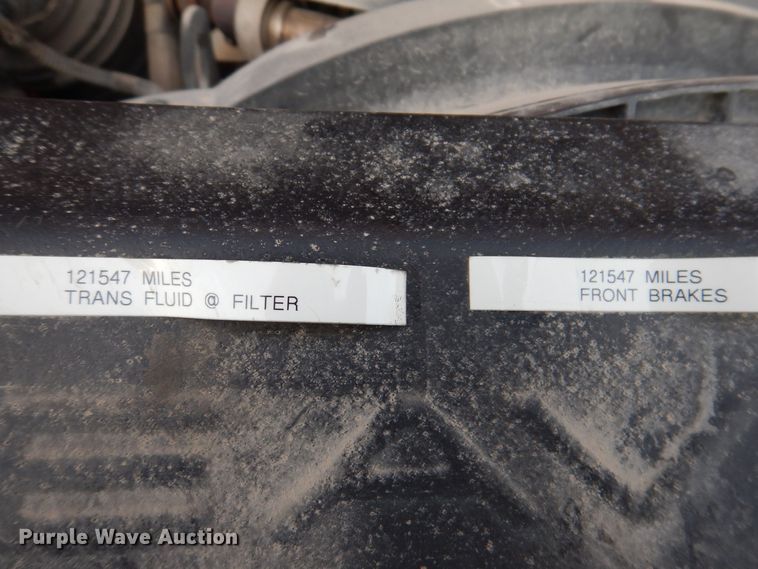 121547 MILES
TRANS FLUID @ FILTER
121547 MILES
FRONT BRAKES
Purple Wave Auction®